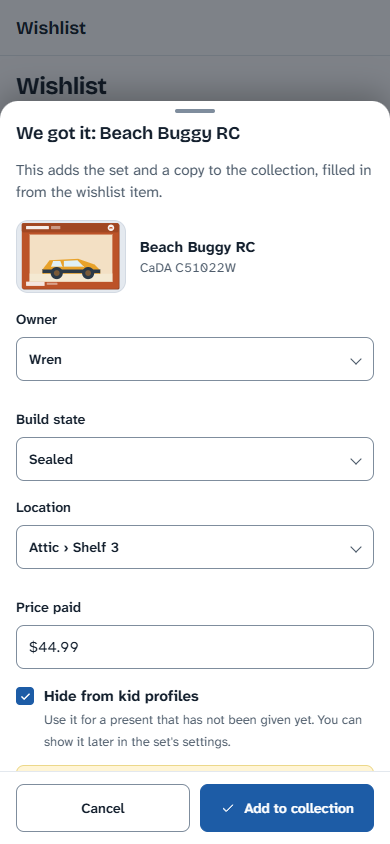 Wishlist
Wishlist
We got it: Beach Buggy RC
This adds the set and a copy to the collection, filled in
from the wishlist item.
Beach Buggy RC
CaDA C51022W
Owner
Wren
Build state
Sealed
Location
Attic › Shelf 3
Price paid
$44.99
Hide from kid profiles
Use it for a present that has not been given yet. You can
show it later in the set's settings.
Cancel
Add to collection